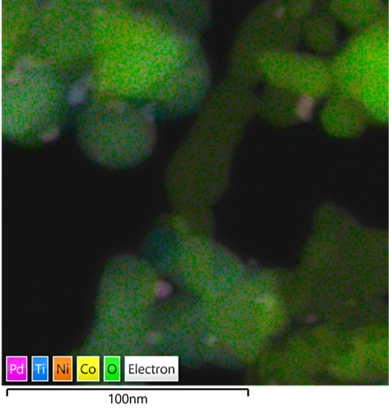 Pd Ti Ni Co O Electron
100nm